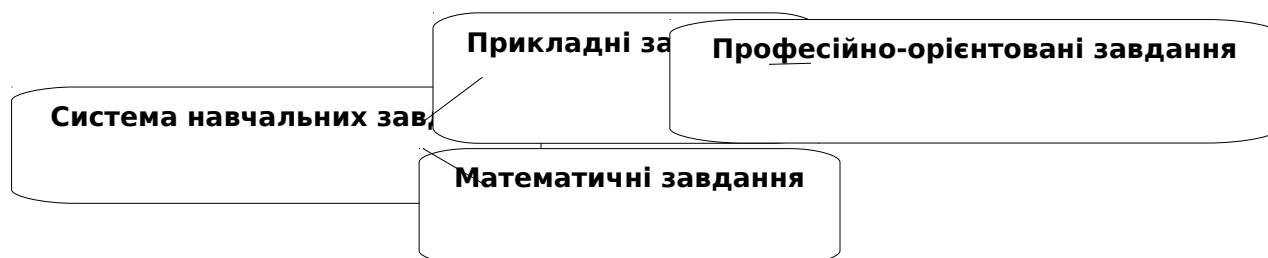 Прикладні за
Професійно-орієнтовані завдання
Система навчальних зав
Математичні завдання